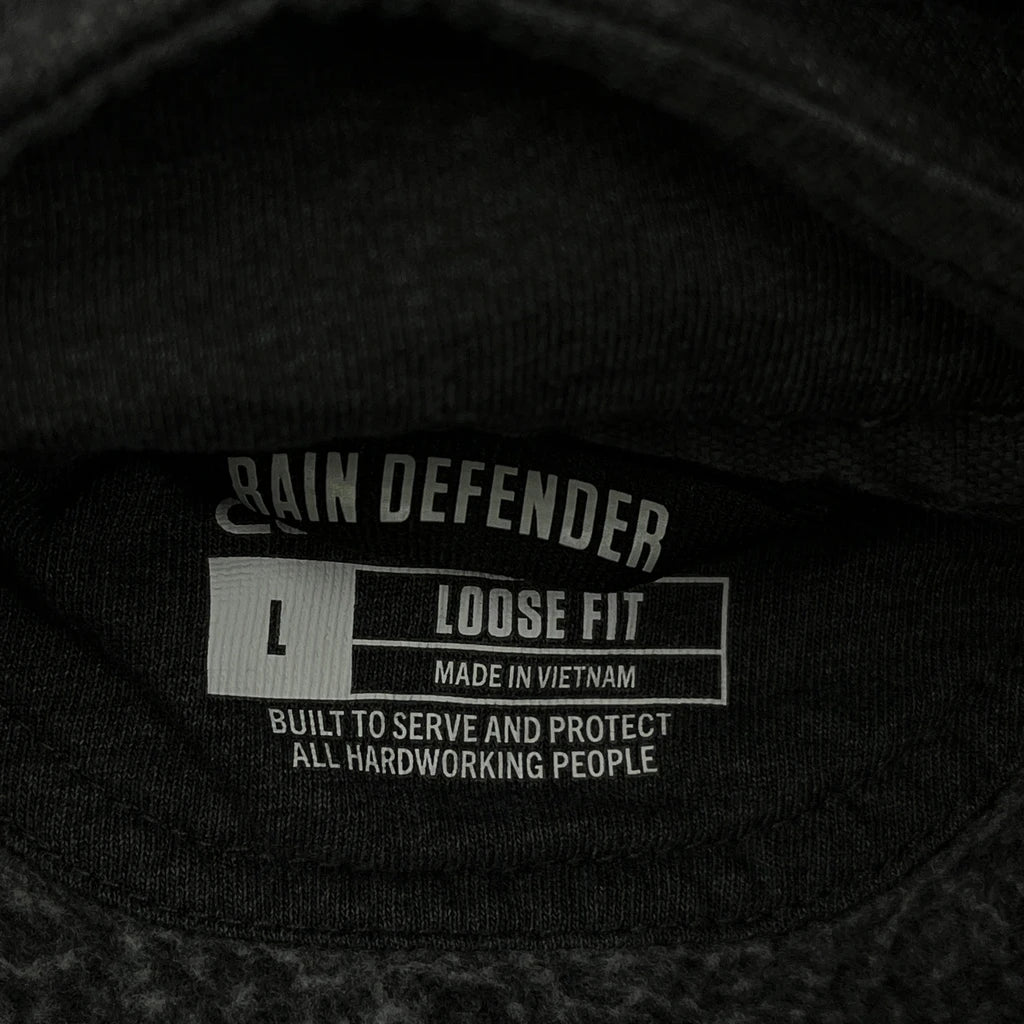 RAIN DEFENDER
L
LOOSE FIT
MADE IN VIETNAM
BUILT TO SERVE AND PROTECT
ALL HARDWORKING PEOPLE